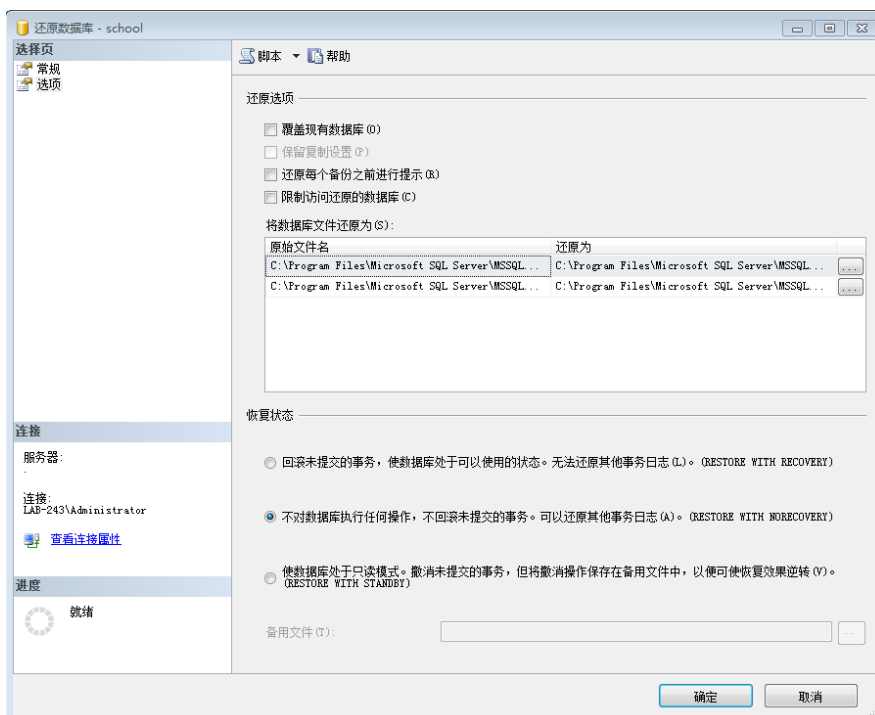 还原数据库 - school
选择页
常规
选项
脚本
帮助
还原选项
覆盖现有数据库(O)
保留复制设置(P)
还原每个备份之前进行提示(R)
限制访问还原的数据库(C)
将数据库文件还原为(S):
原始文件名 还原为
C:\Program Files\Microsoft SQL Server\MSSQL... C:\Program Files\Microsoft SQL Server\MSSQL... ...
C:\Program Files\Microsoft SQL Server\MSSQL... C:\Program Files\Microsoft SQL Server\MSSQL... ...
恢复状态
回滚未提交的事务，使数据库处于可以使用的状态。无法还原其他事务日志(L)。(RESTORE WITH RECOVERY)
不对数据库执行任何操作，不回滚未提交的事务。可以还原其他事务日志(A)。(RESTORE WITH NORECOVERY)
使数据库处于只读模式。撤消未提交的事务，但将撤消操作保存在备用文件中，以便可使恢复效果逆转(V)。
(RESTORE WITH STANDBY)
备用文件(T):
连接
服务器:
.
连接:
LAB-243\Administrator
查看连接属性
进度
就绪
确定
取消